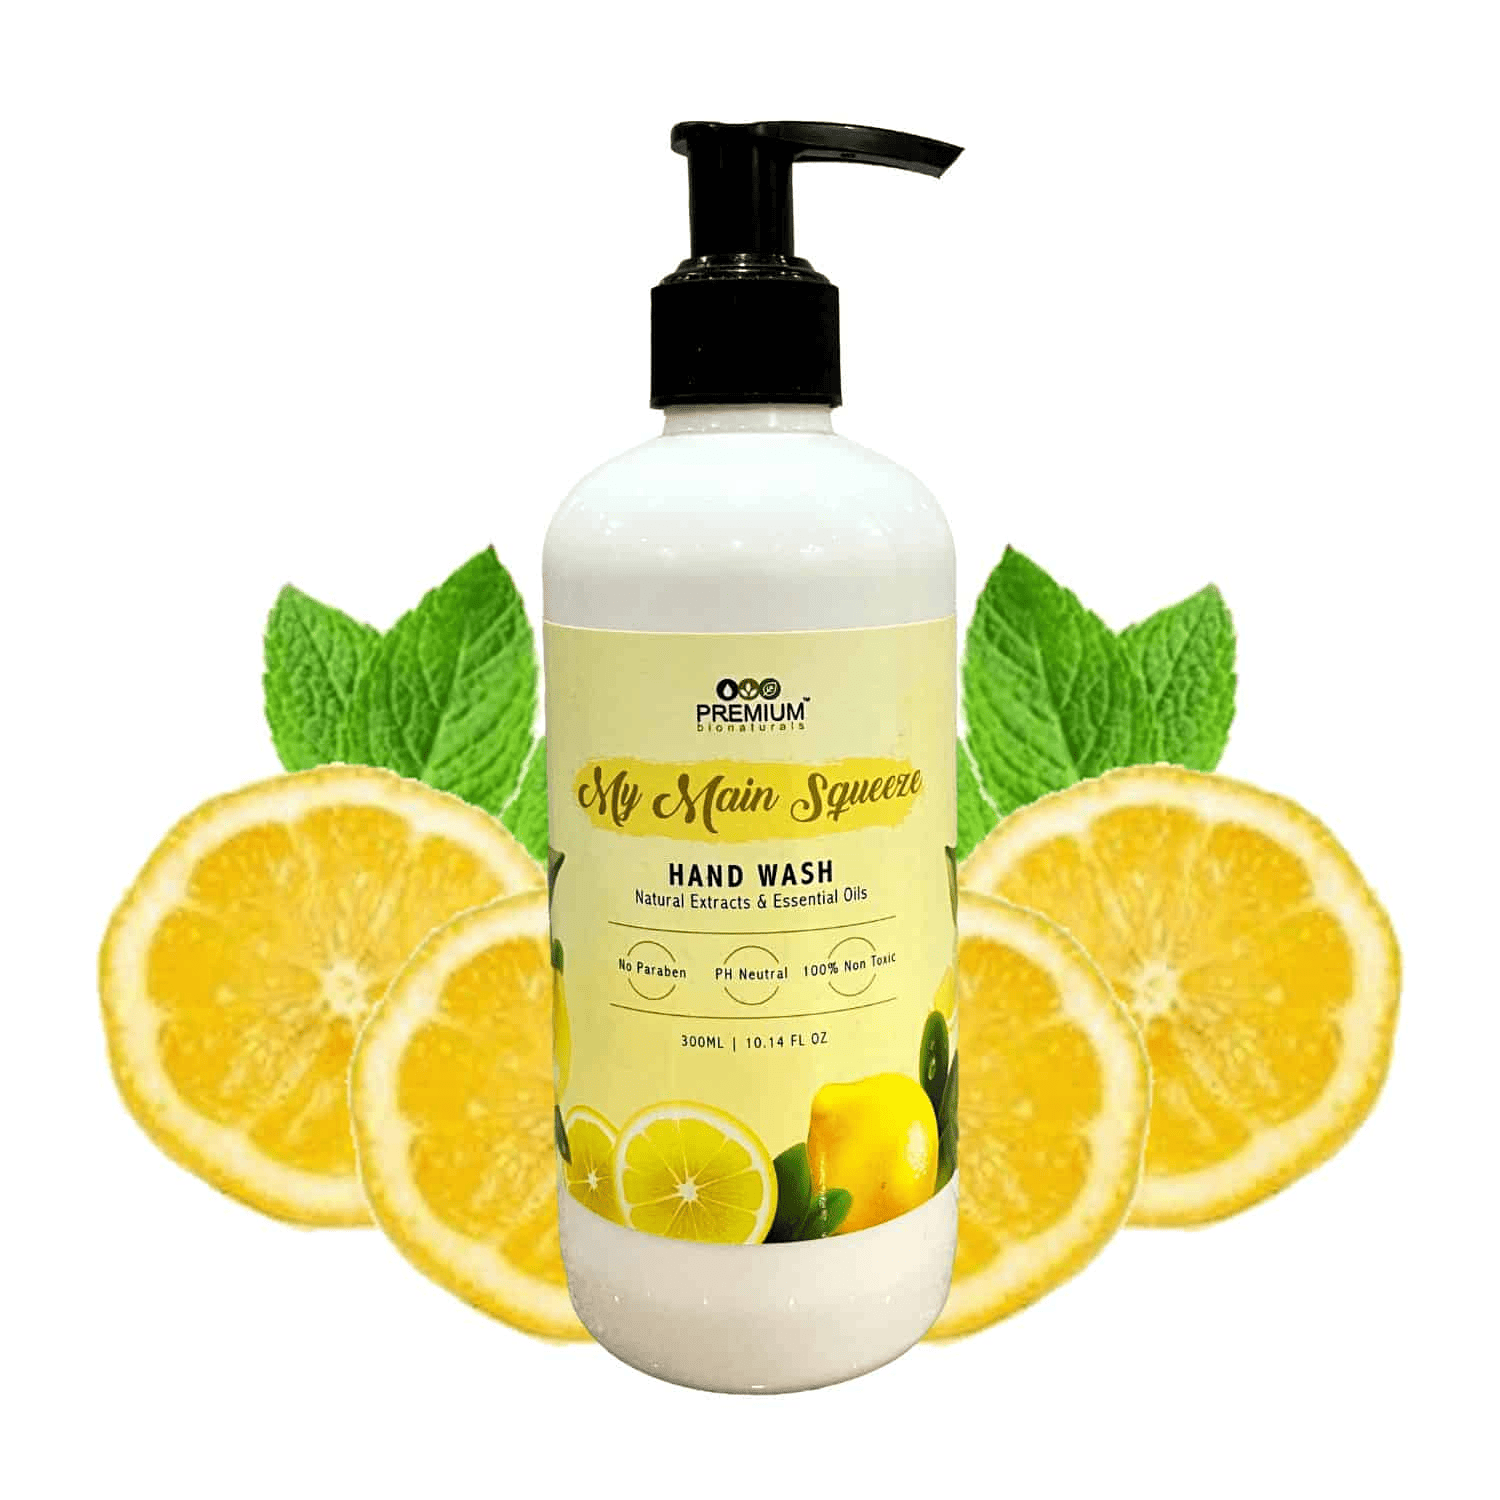 PREMIUM™
bionaturals
My Main Squeeze
HAND WASH
Natural Extracts & Essential Oils
No Paraben PH Neutral 100% Non Toxic
300ML | 10.14 FL OZ